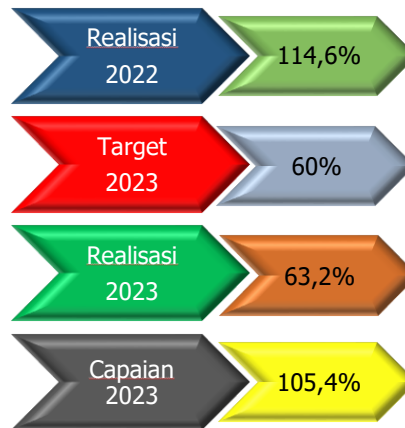 Realisasi
2022
114,6%
Target
2023
60%
Realisasi
2023
63,2%
Capaian
2023
105,4%